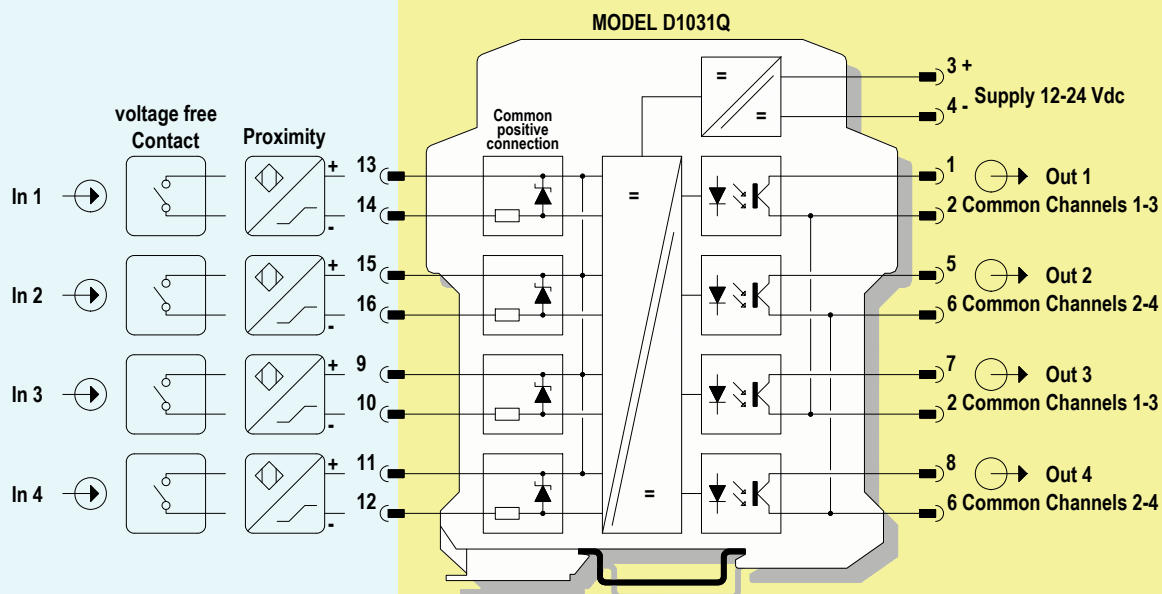 MODEL D1031Q
3 +
4 - Supply 12-24 Vdc
=
=
voltage free
Contact
Proximity
Common
positive
connection
In 1
+ 13
- 14
=
1 Out 1
2 Common Channels 1-3
In 2
+ 15
- 16
5 Out 2
6 Common Channels 2-4
In 3
+ 9
- 10
7 Out 3
2 Common Channels 1-3
In 4
+ 11
- 12
=
8 Out 4
6 Common Channels 2-4